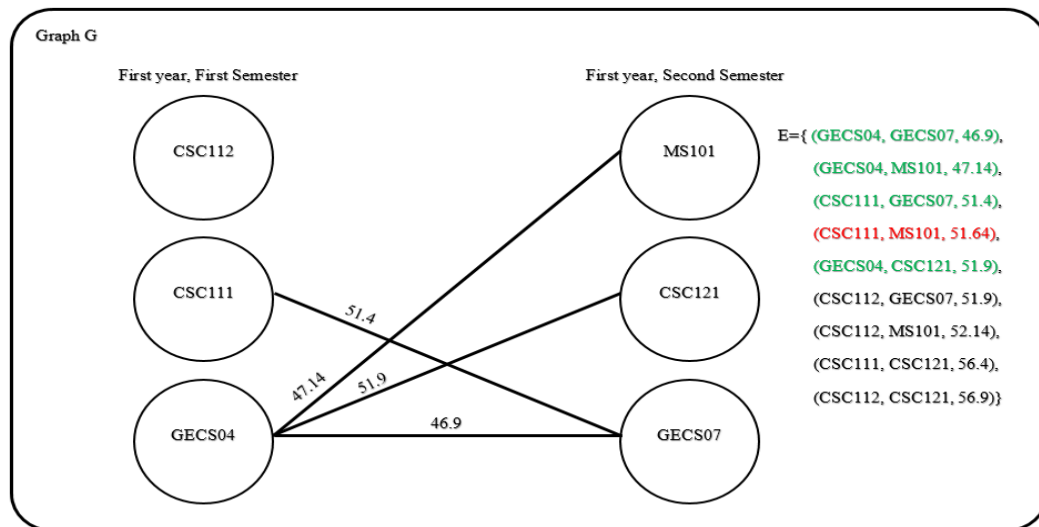 Graph G
First year, First Semester
First year, Second Semester
CSC112
MS101
E={ (GECS04, GECS07, 46.9),
(GECS04, MS101, 47.14),
(CSC111, GECS07, 51.4),
(CSC111, MS101, 51.64),
(GECS04, CSC121, 51.9),
(CSC112, GECS07, 51.9),
(CSC112, MS101, 52.14),
(CSC111, CSC121, 56.4),
(CSC112, CSC121, 56.9)}
CSC111
CSC121
51.4
47.14
51.9
GECS04
46.9
GECS07